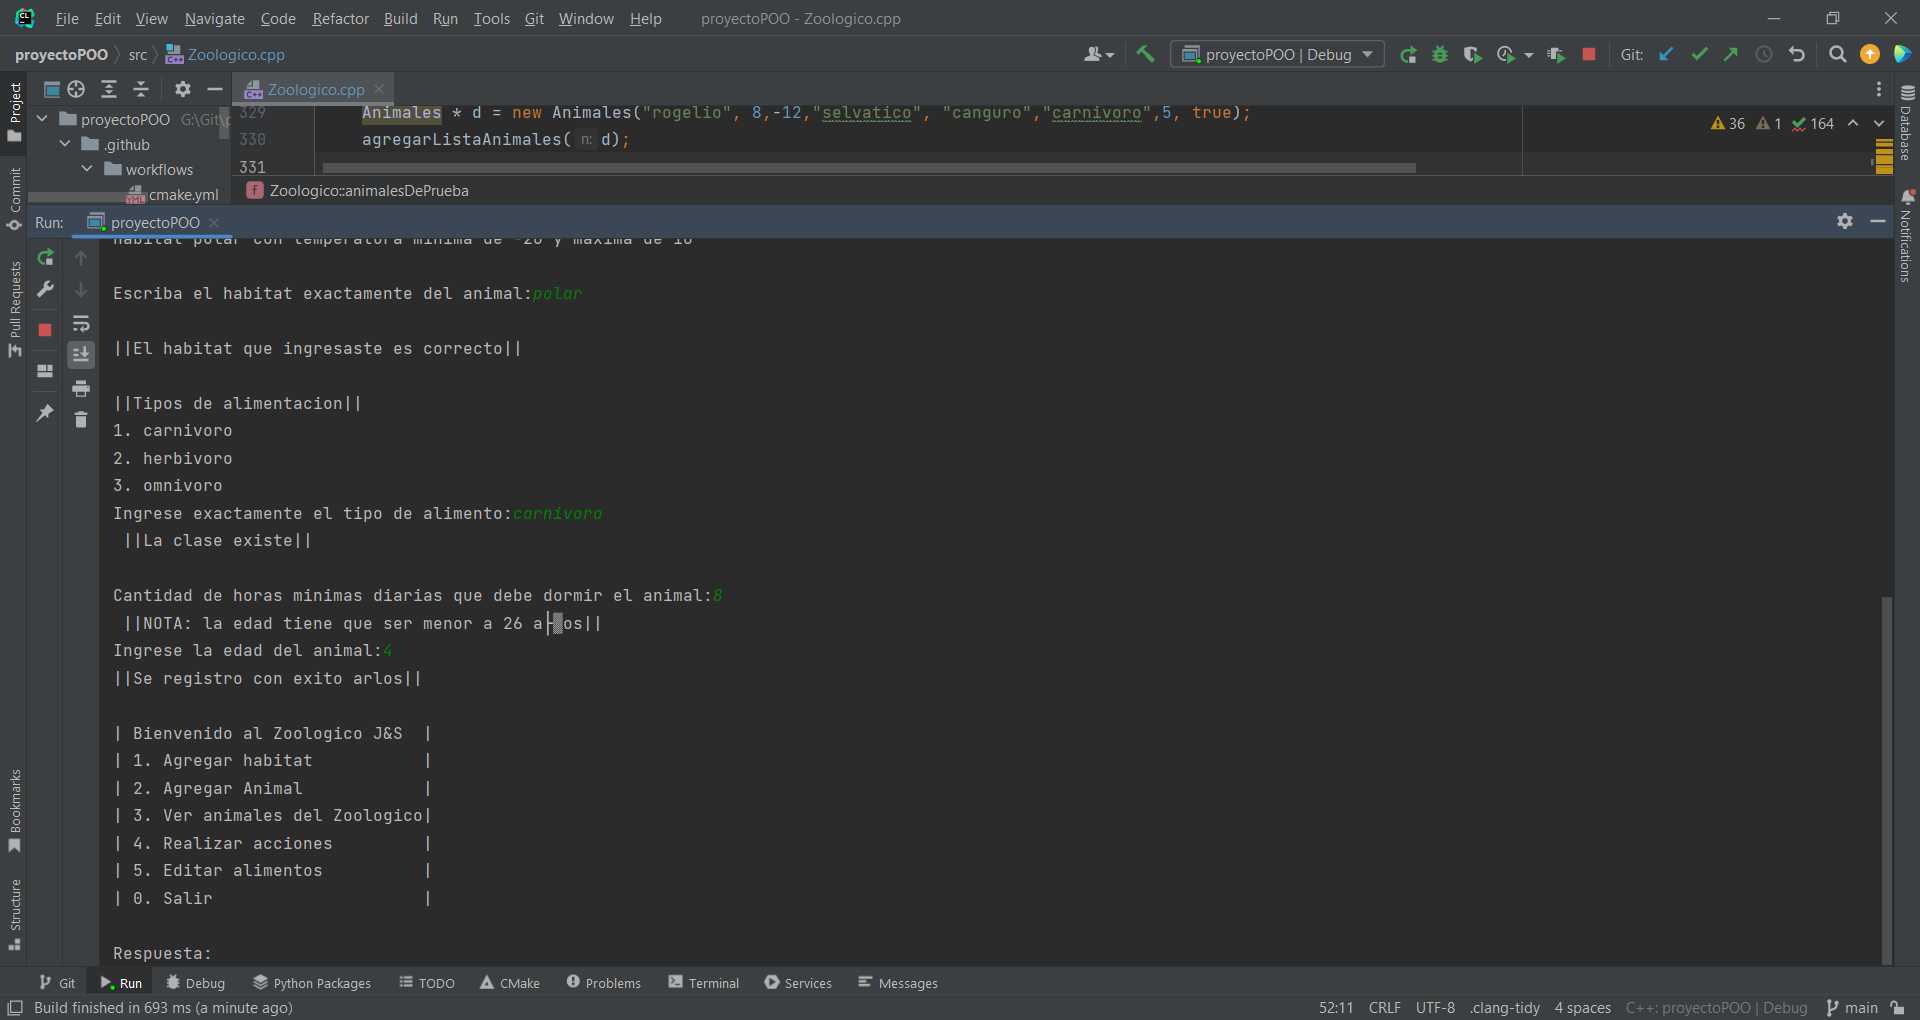 File Edit View Navigate Code Refactor Build Run Tools Git Window Help proyectoPOO - Zoologico.cpp
proyectoPOO src Zoologico.cpp proyectoPOO | Debug Git:
Project
Commit
Pull Requests
Bookmarks
Structure
Database
Notifications
Zoologico.cpp
proyectoPOO G:\Git\
.github
workflows
cmake.yml
329 Animales * d = new Animales("rogelio", 8,-12,"selvatico", "canguro","carnivoro",5, true);
330 agregarListaAnimales( n: d);
331
36 1 164
Zoologico::animalesDePrueba
Run: proyectoPOO
Habitat polar con temperatura minima de -20 y maxima de 10
Escriba el habitat exactamente del animal:polar
||El habitat que ingresaste es correcto||
||Tipos de alimentacion||
1. carnivoro
2. herbivoro
3. omnivoro
Ingrese exactamente el tipo de alimento:carnivoro
||La clase existe||
Cantidad de horas minimas diarias que debe dormir el animal:8
||NOTA: la edad tiene que ser menor a 26 a├▒os||
Ingrese la edad del animal:4
||Se registro con exito arlos||
| Bienvenido al Zoologico J&S |
| 1. Agregar habitat |
| 2. Agregar Animal |
| 3. Ver animales del Zoologico|
| 4. Realizar acciones |
| 5. Editar alimentos |
| 0. Salir |
Respuesta:
Git Run Debug Python Packages TODO CMake Problems Terminal Services Messages
Build finished in 693 ms (a minute ago) 52:11 CRLF UTF-8 .clang-tidy 4 spaces C++: proyectoPOO | Debug main